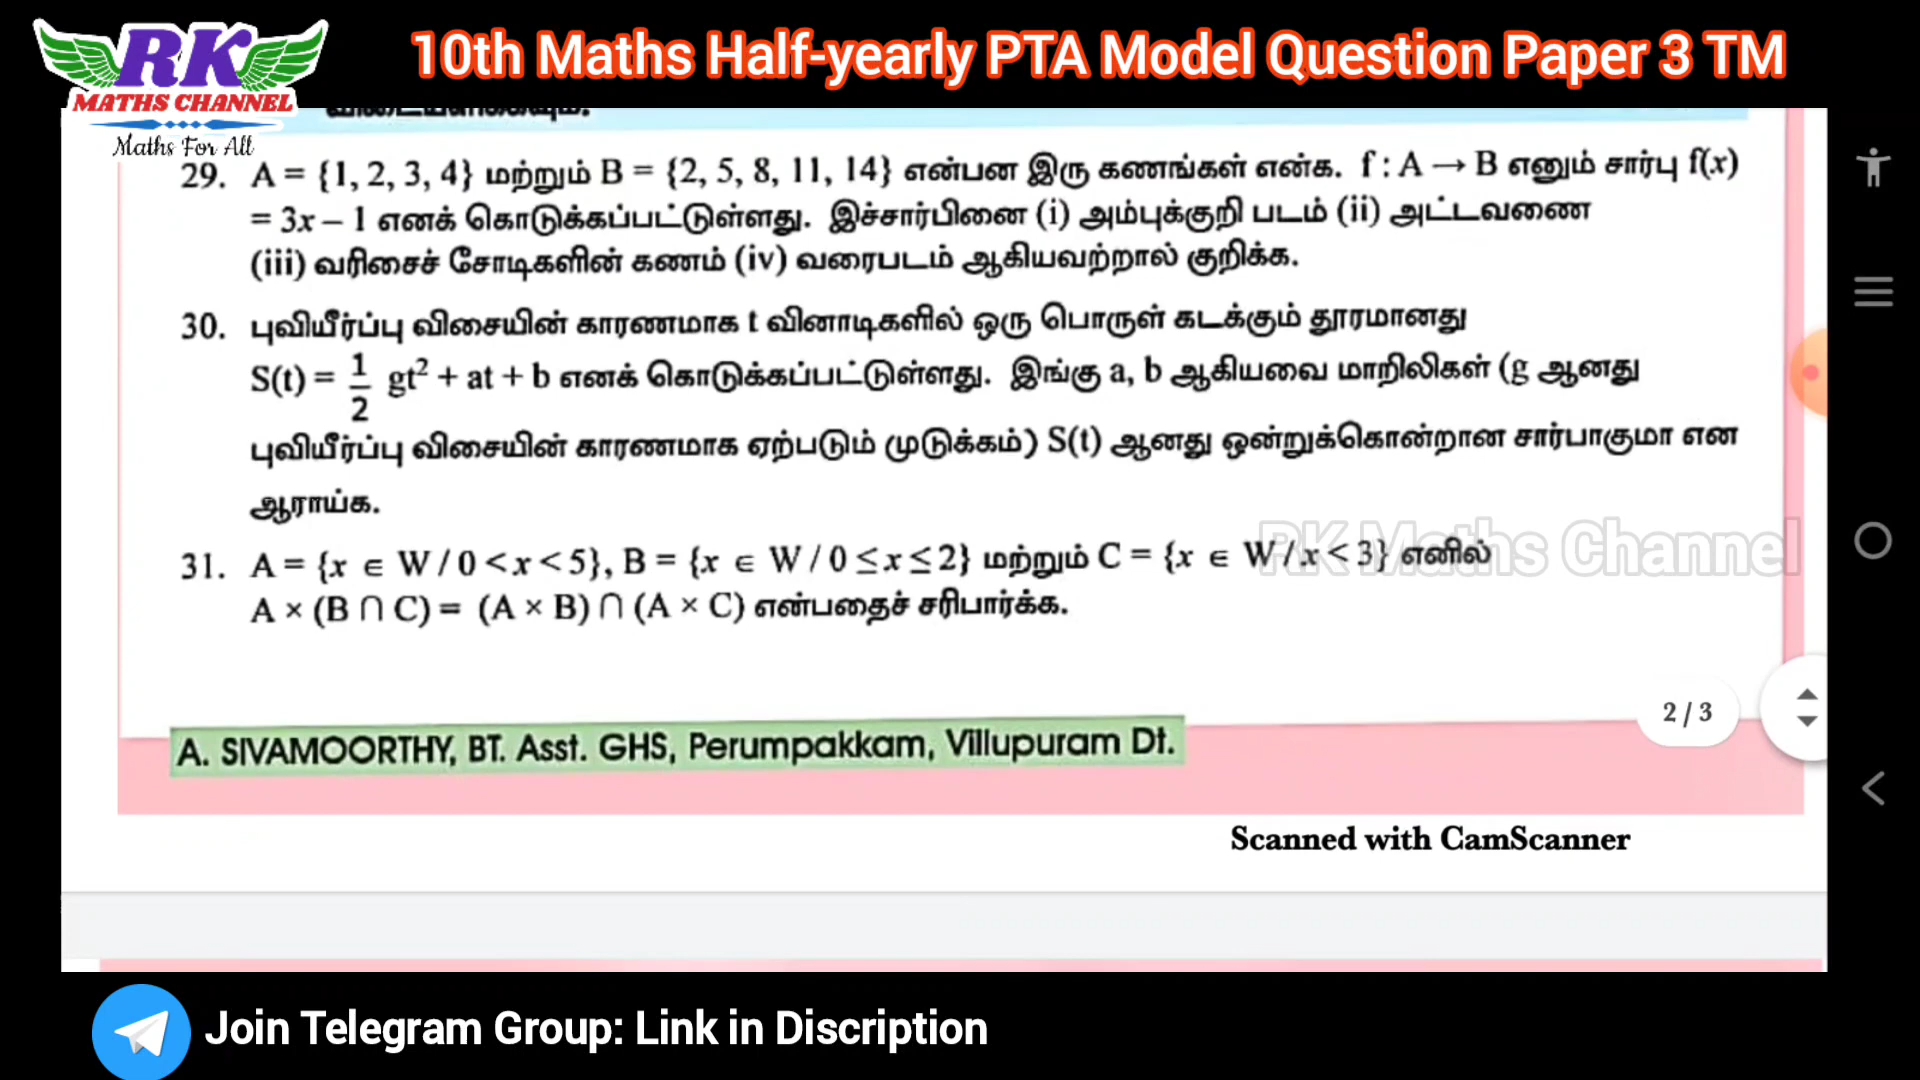 RK
MATHS CHANNEL
Maths For All
10th Maths Half-yearly PTA Model Question Paper 3 TM
29. A = {1, 2, 3, 4} மற்றும் B = {2, 5, 8, 11, 14} என்பன இரு கணங்கள் என்க. f : A → B எனும் சார்பு f(x)
= 3x – 1 எனக் கொடுக்கப்பட்டுள்ளது. இச்சார்பினை (i) அம்புக்குறி படம் (ii) அட்டவணை
(iii) வரிசைச் சோடிகளின் கணம் (iv) வரைபடம் ஆகியவற்றால் குறிக்க.
30. புவியீர்ப்பு விசையின் காரணமாக t வினாடிகளில் ஒரு பொருள் கடக்கும் தூரமானது
S(t) = 1/2 gt² + at + b எனக் கொடுக்கப்பட்டுள்ளது. இங்கு a, b ஆகியவை மாறிலிகள் (g ஆனது
புவியீர்ப்பு விசையின் காரணமாக ஏற்படும் முடுக்கம்) S(t) ஆனது ஒன்றுக்கொன்றான சார்பாகுமா என
ஆராய்க.
RK Maths Channel
31. A = {x ∈ W / 0 < x < 5}, B = {x ∈ W / 0 ≤ x ≤ 2} மற்றும் C = {x ∈ W / x < 3} எனில்
A × (B ∩ C) = (A × B) ∩ (A × C) என்பதைச் சரிபார்க்க.
2 / 3
A. SIVAMOORTHY, BT. Asst. GHS, Perumpakkam, Villupuram Dt.
Scanned with CamScanner
Join Telegram Group: Link in Discription